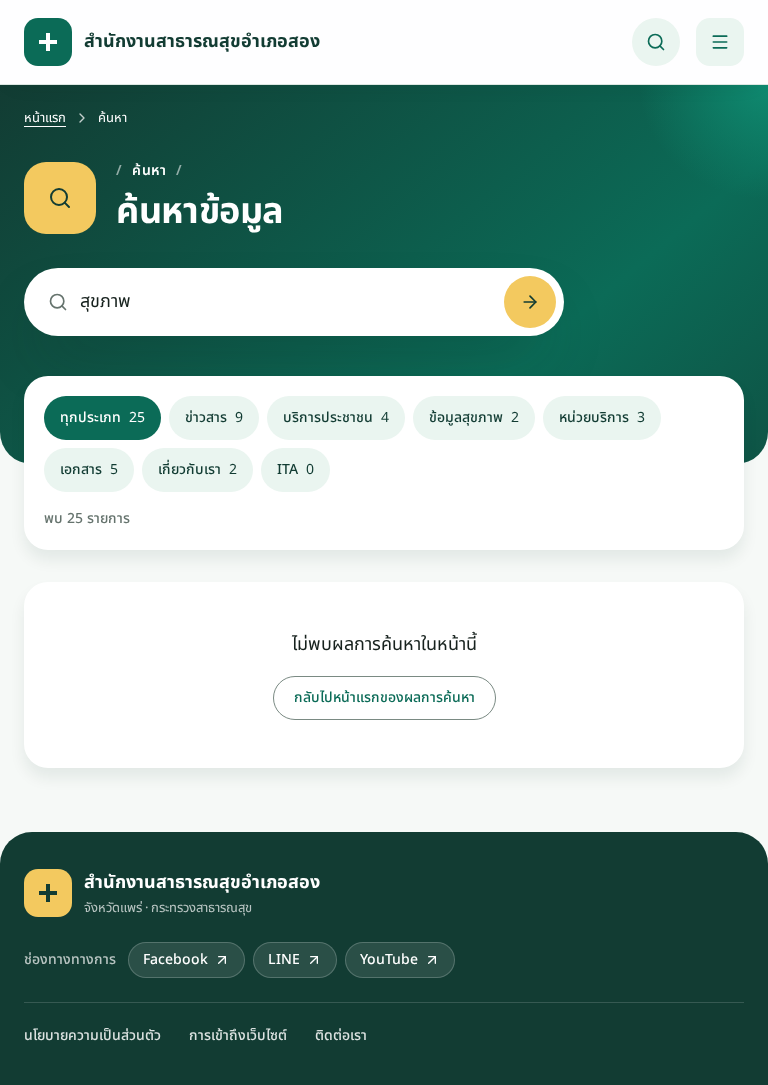 สำนักงานสาธารณสุขอำเภอสอง
หน้าแรก > ค้นหา
/ ค้นหา /
ค้นหาข้อมูล
สุขภาพ
ทุกประเภท 25 ข่าวสาร 9 บริการประชาชน 4 ข้อมูลสุขภาพ 2 หน่วยบริการ 3
เอกสาร 5 เกี่ยวกับเรา 2 ITA 0
พบ 25 รายการ
ไม่พบผลการค้นหาในหน้านี้
กลับไปหน้าแรกของผลการค้นหา
สำนักงานสาธารณสุขอำเภอสอง
จังหวัดแพร่ · กระทรวงสาธารณสุข
ช่องทางทางการ Facebook LINE YouTube
นโยบายความเป็นส่วนตัว การเข้าถึงเว็บไซต์ ติดต่อเรา